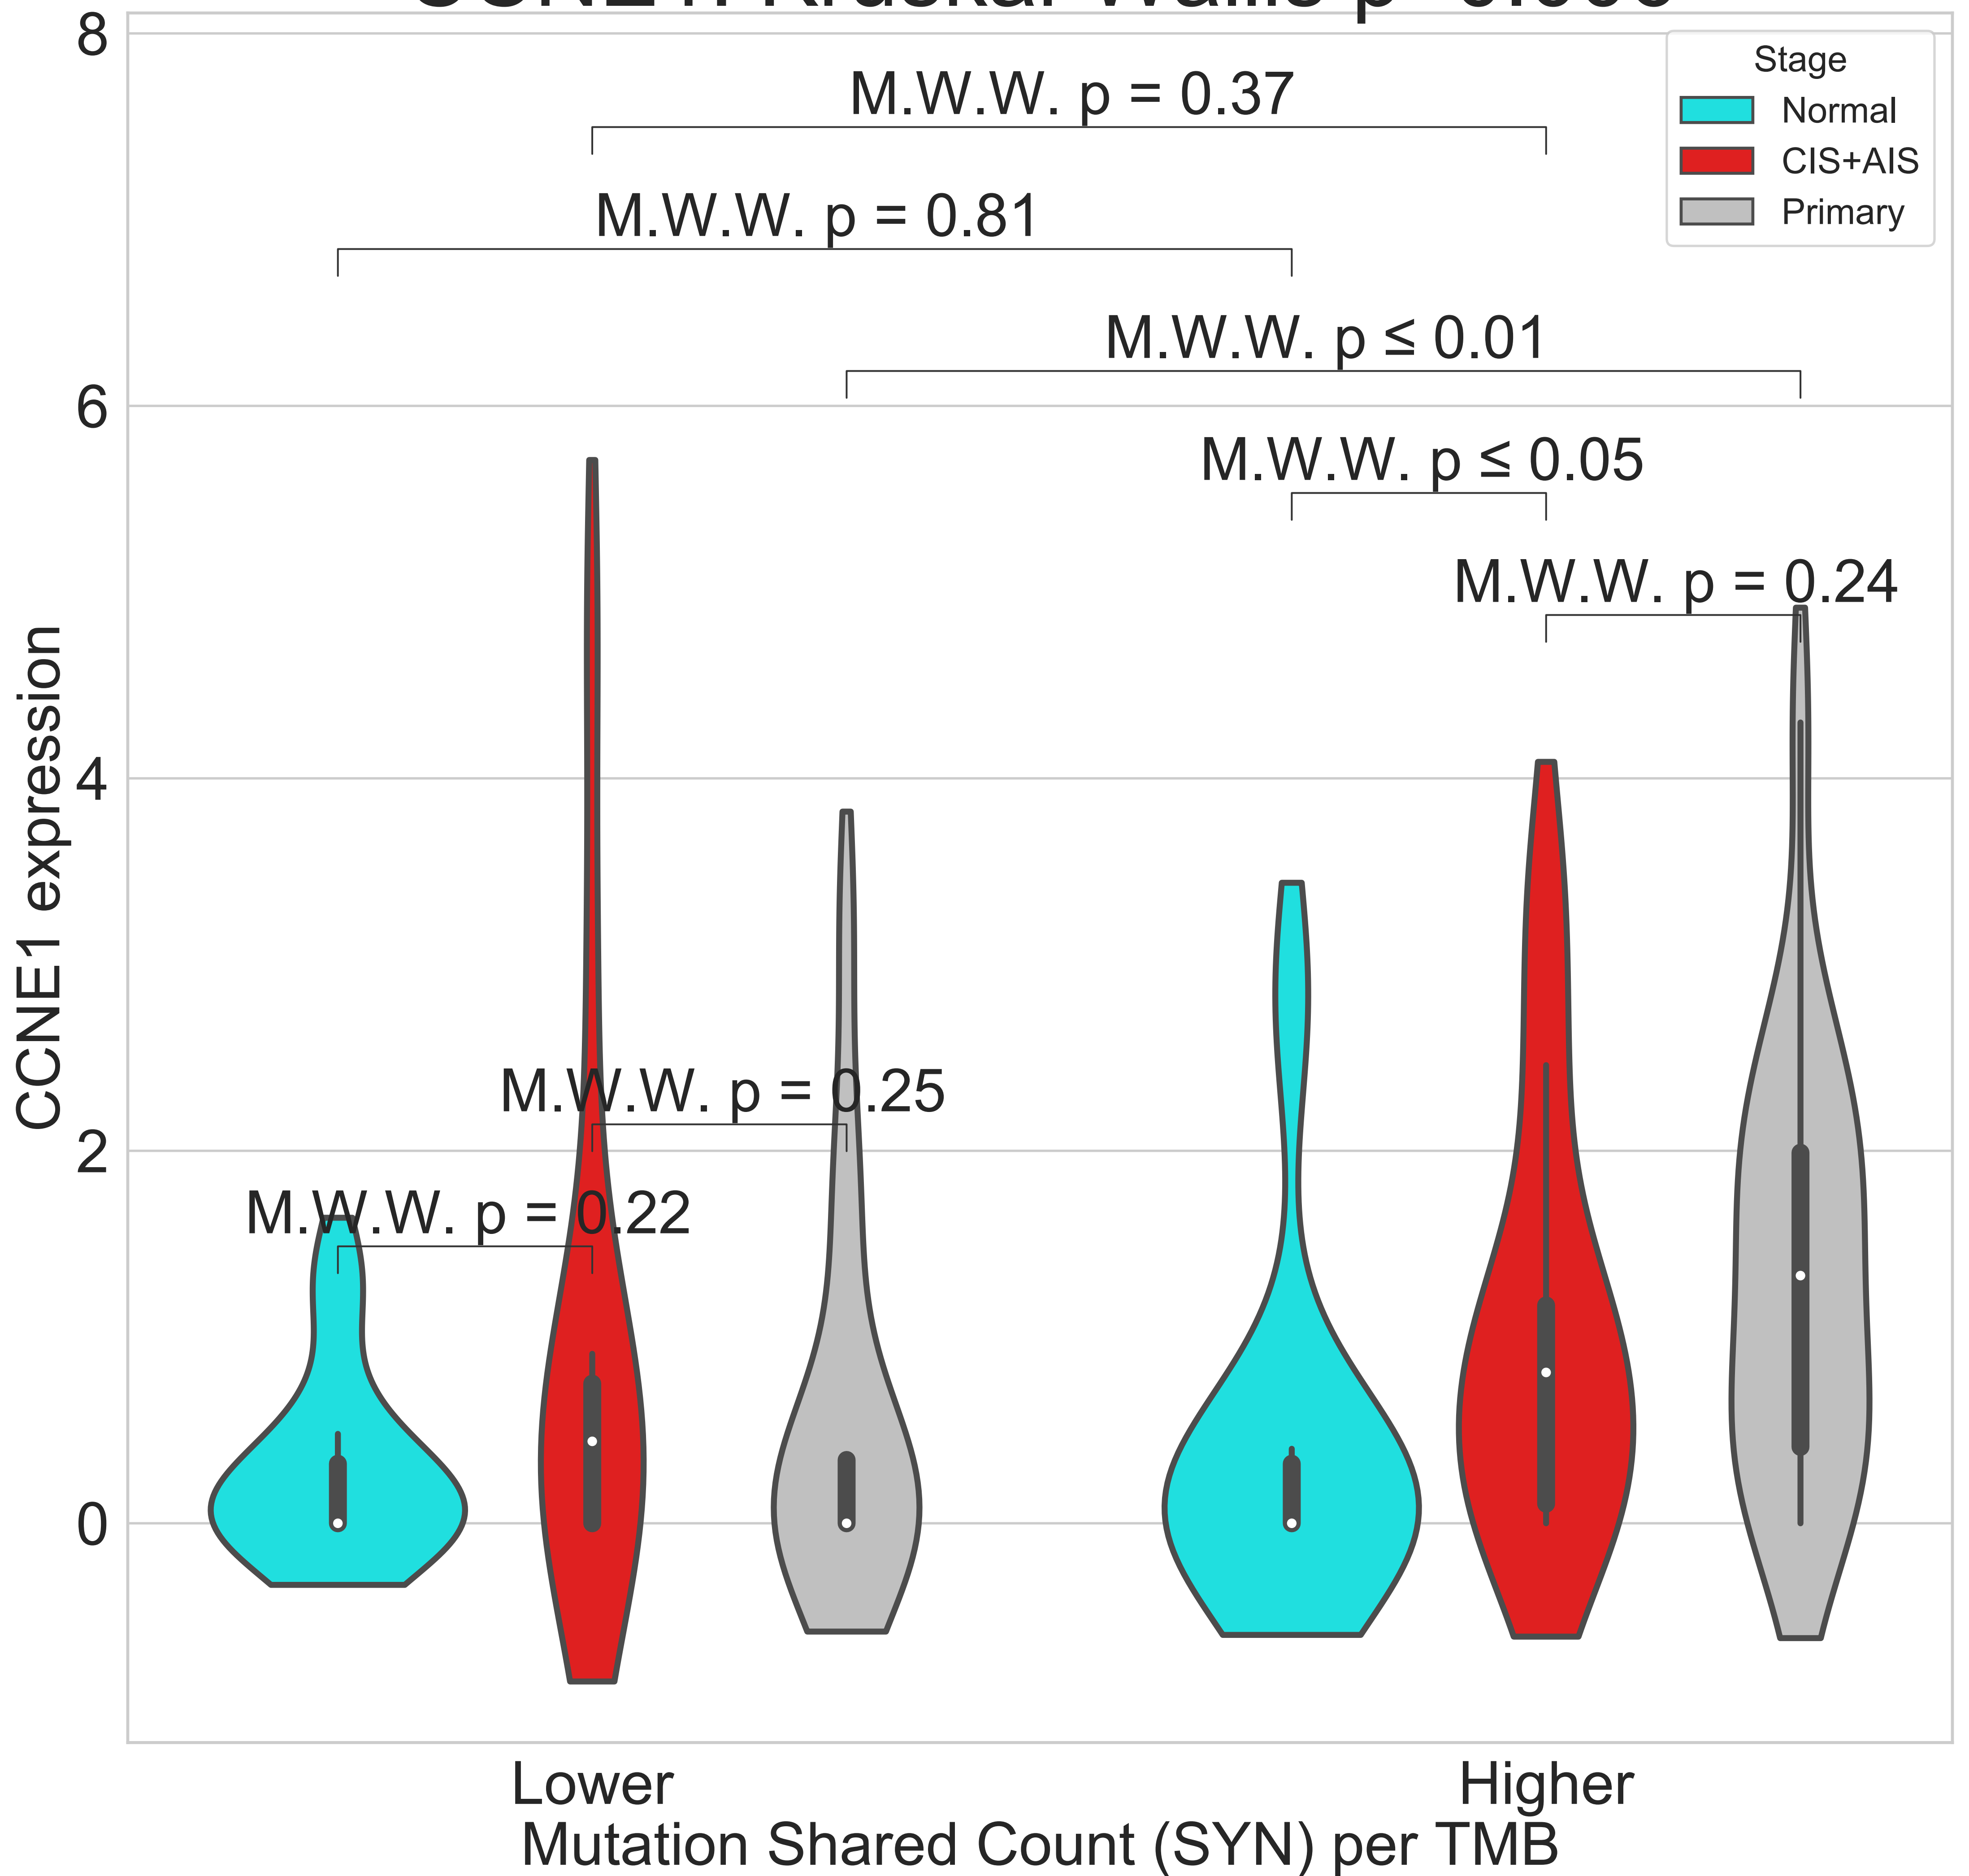 8
M.W.W. p = 0.37
Stage
Normal
CIS+AIS
Primary
M.W.W. p = 0.81
M.W.W. p ≤ 0.01
6
M.W.W. p ≤ 0.05
M.W.W. p = 0.24
CCNE1 expression
4
M.W.W. p = 0.25
2
M.W.W. p = 0.22
0
Lower
Higher
Mutation Shared Count (SYN) per TMB